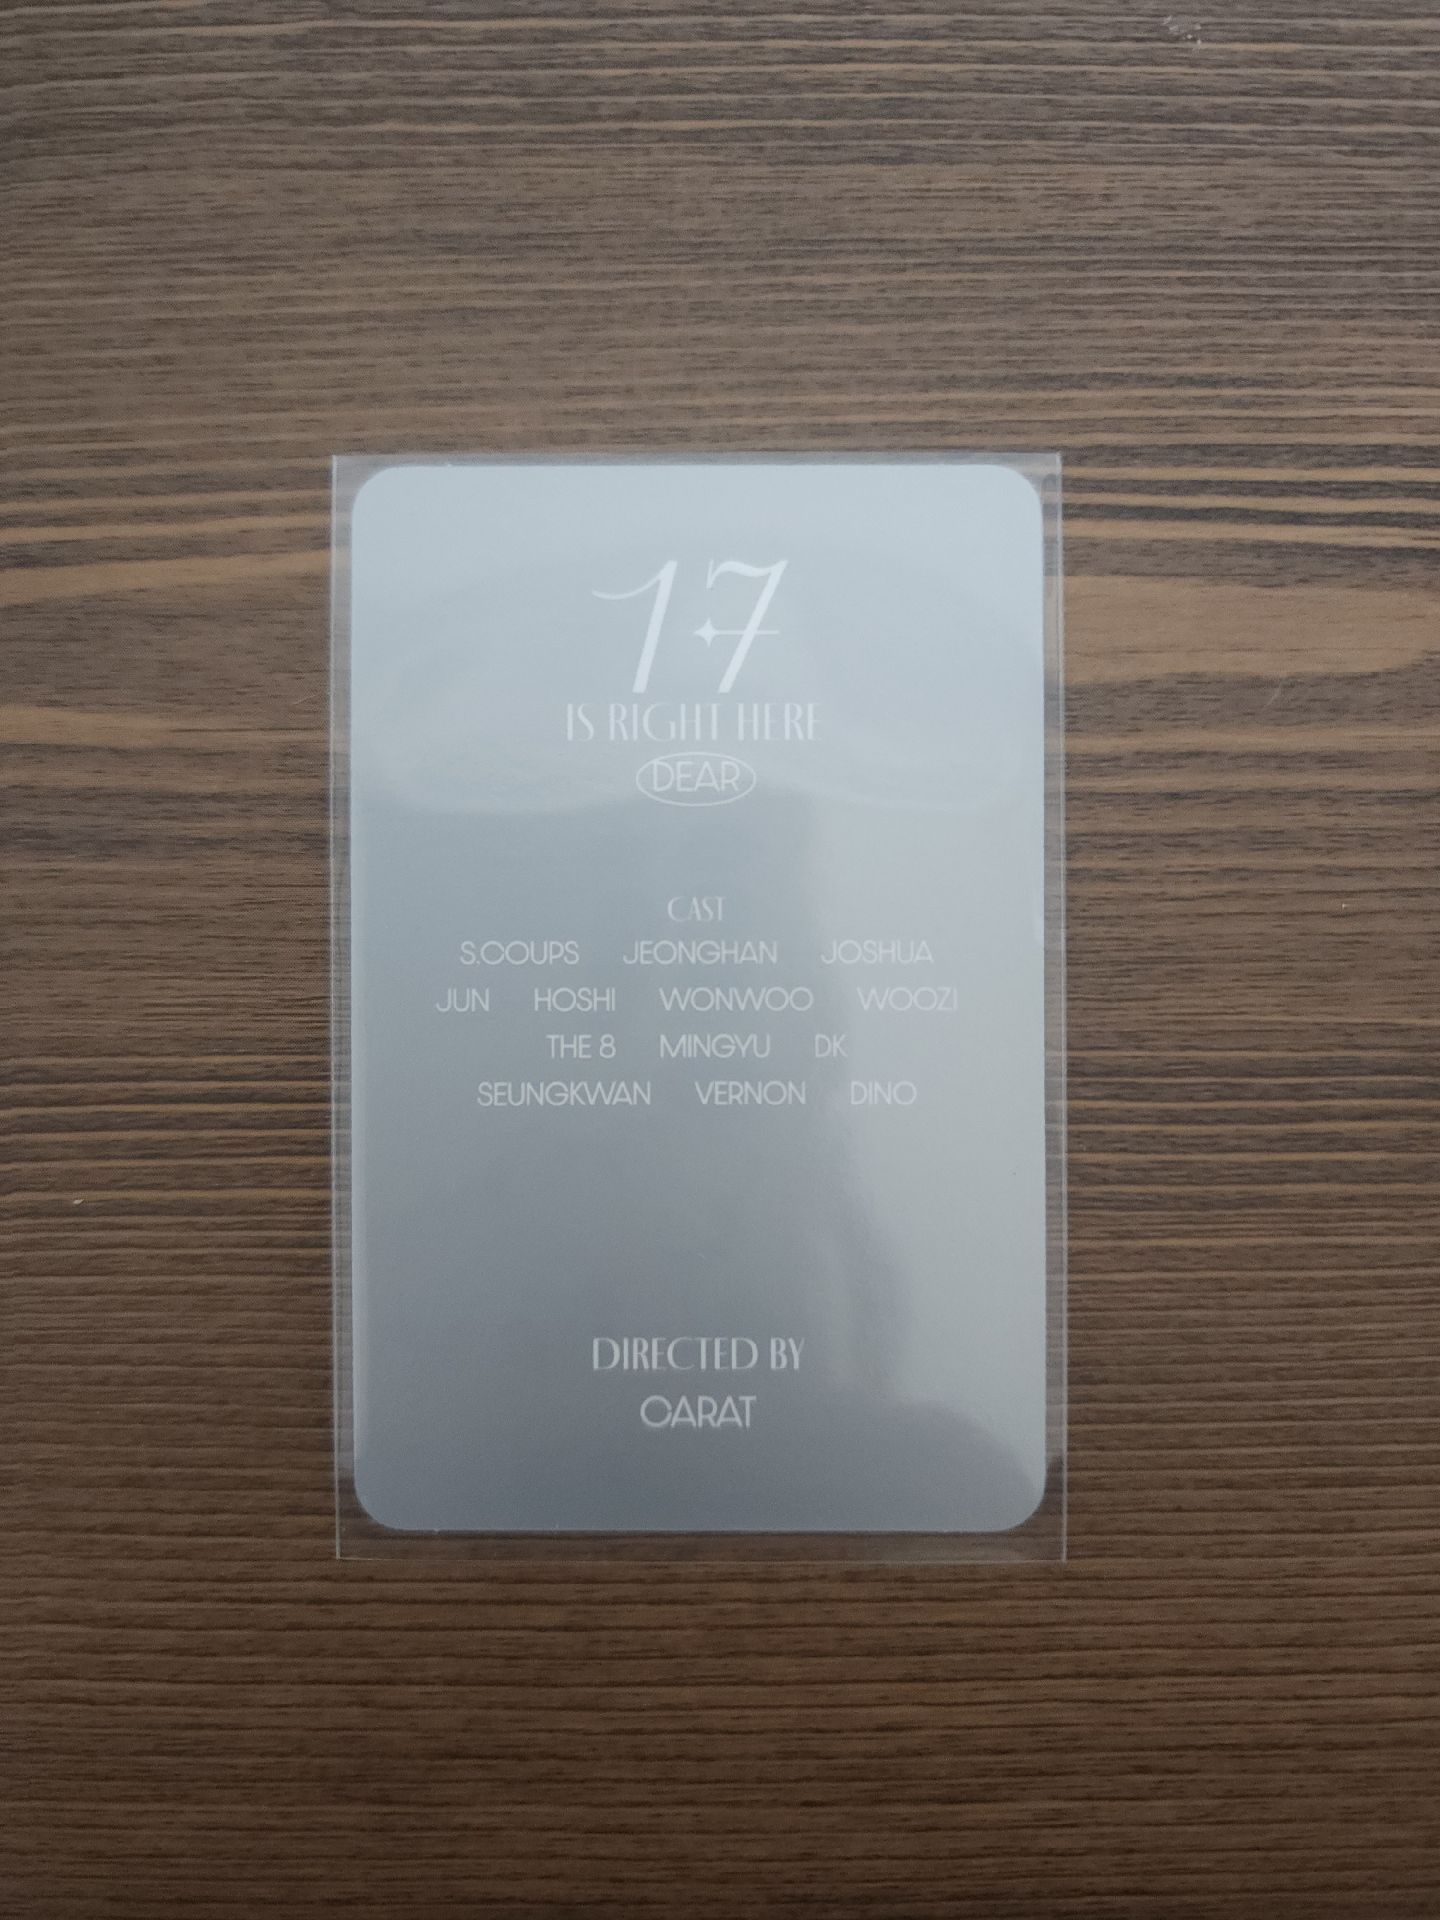 17
IS RIGHT HERE
DEAR
CAST
S.COUPS JEONGHAN JOSHUA
JUN HOSHI WONWOO WOOZI
THE 8 MINGYU DK
SEUNGKWAN VERNON DINO
DIRECTED BY
CARAT